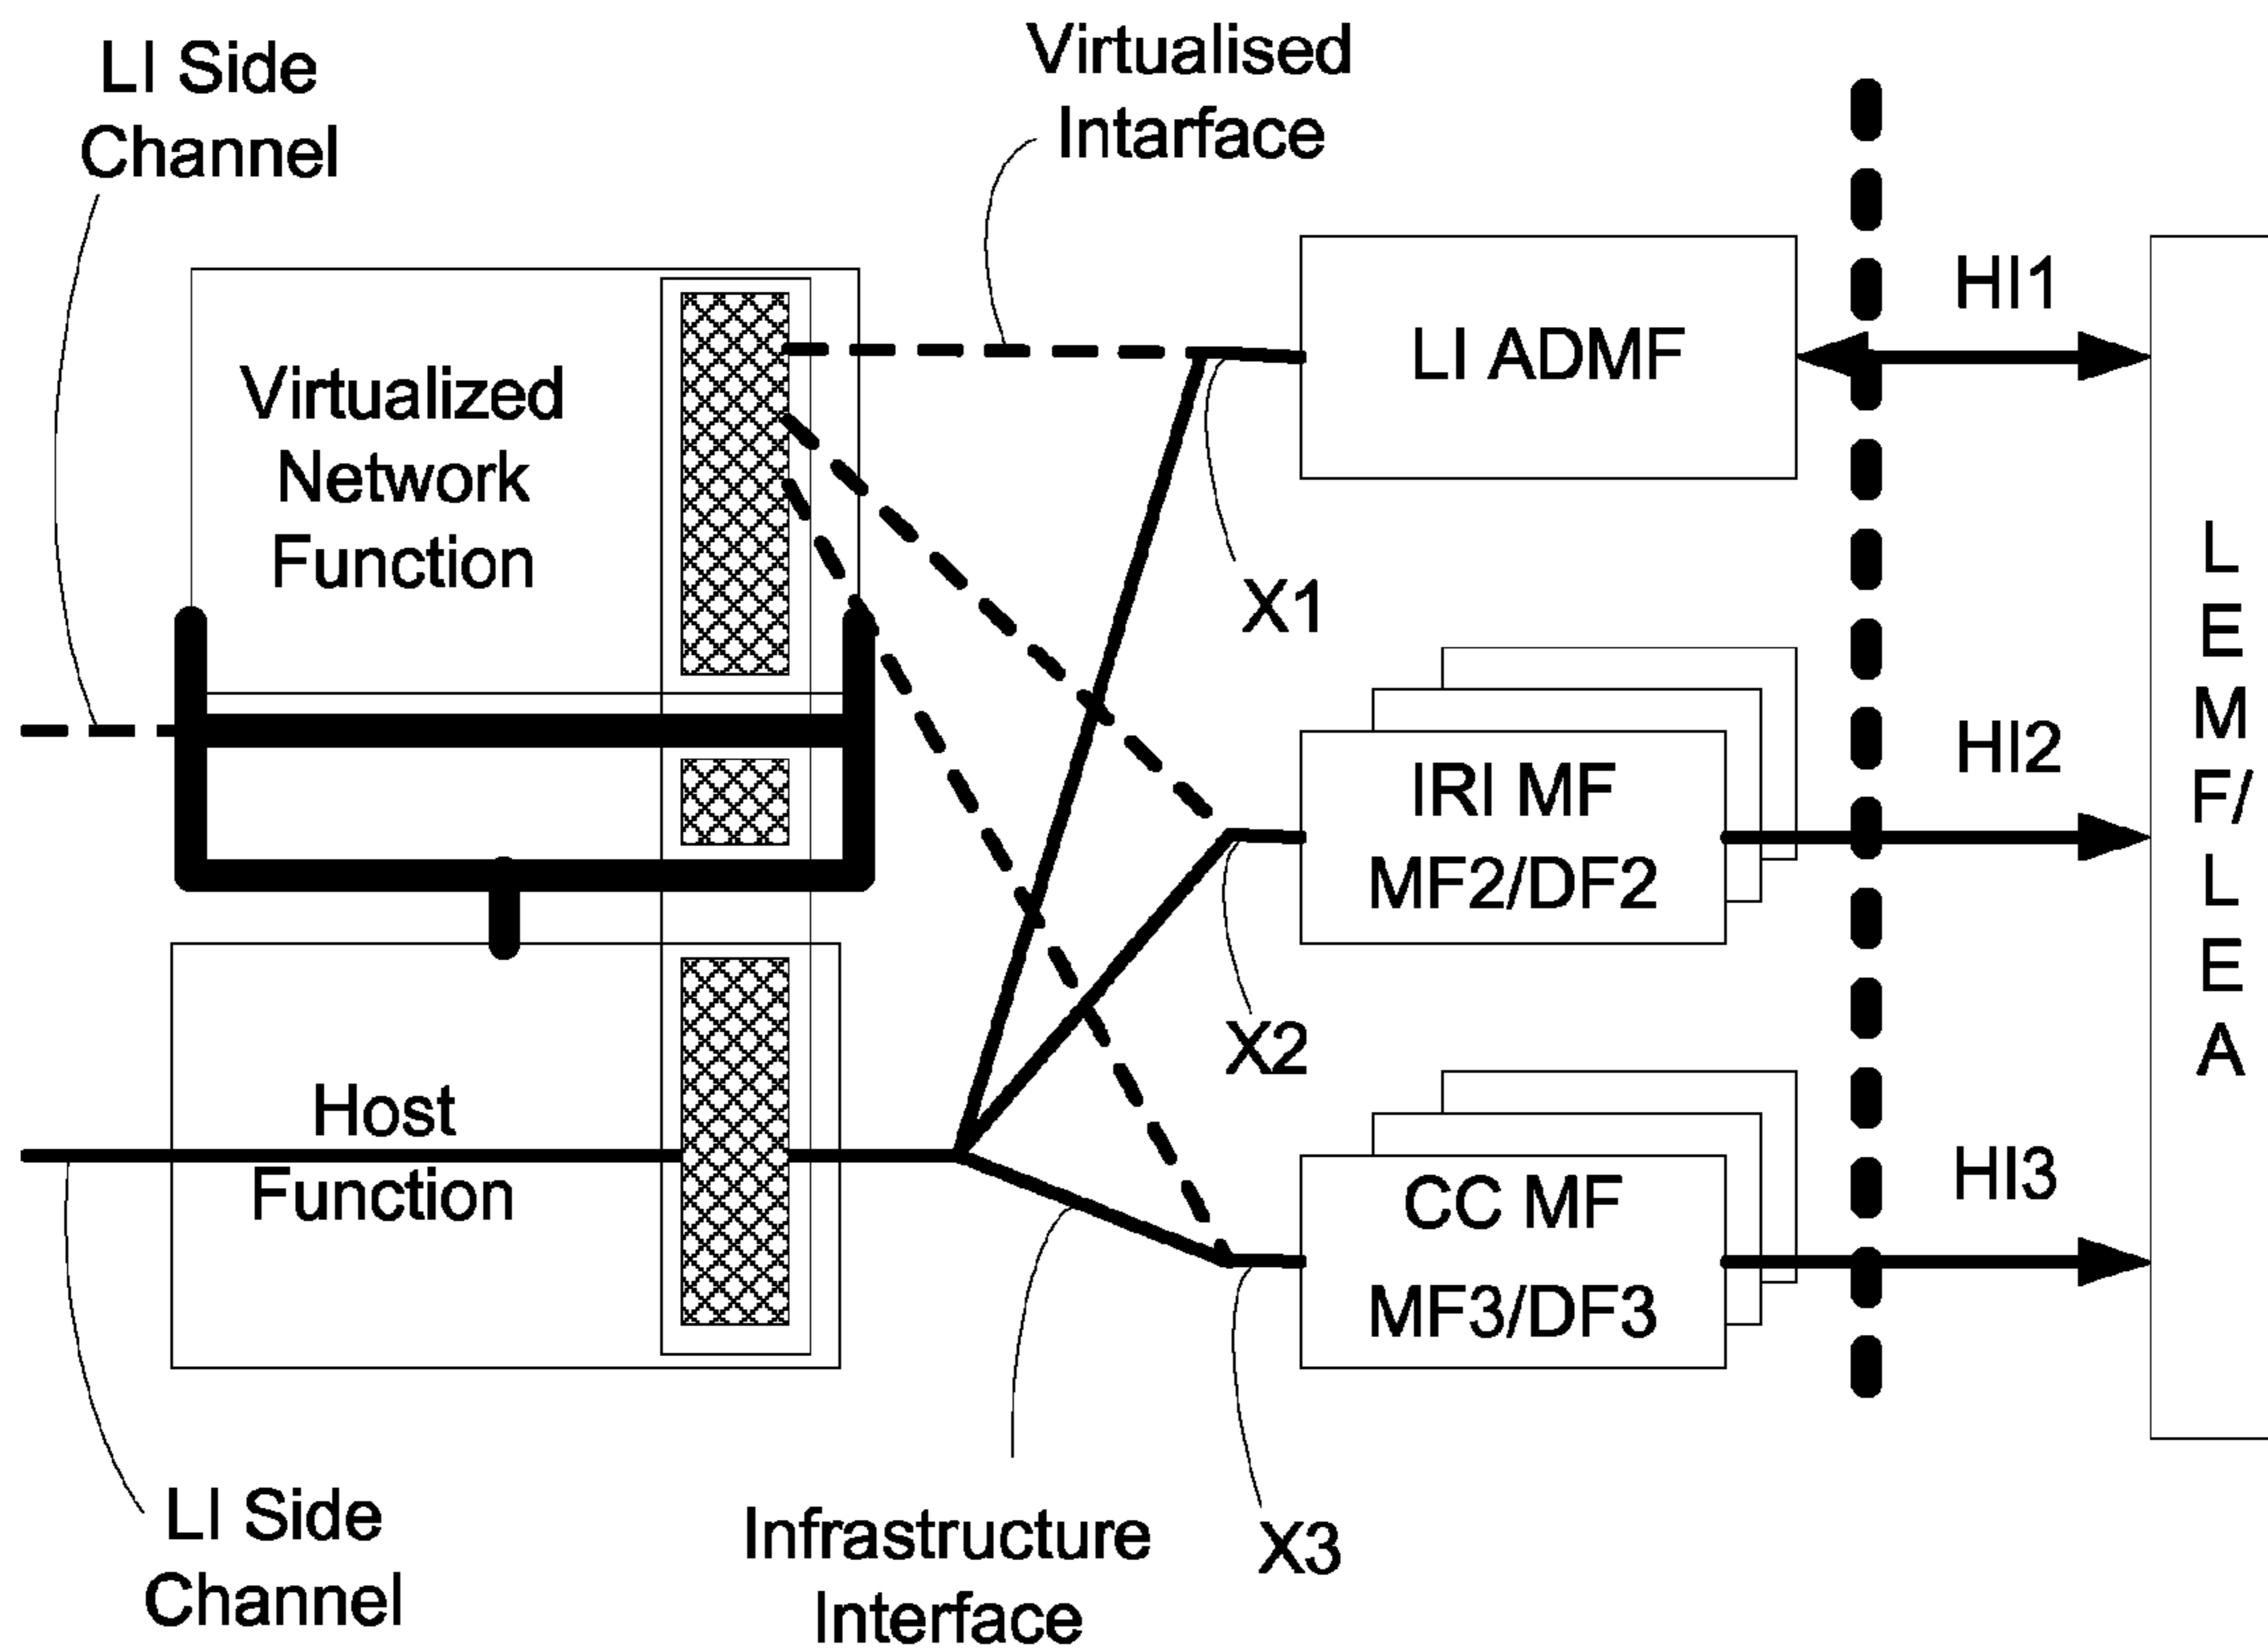 LI Side
Channel
Virtualised
Intarface
Virtualized
Network
Function
LI ADMF
HI1
X1
IRI MF
MF2/DF2
HI2
X2
Host
Function
CC MF
MF3/DF3
HI3
X3
L
E
M
F/
L
E
A
LI Side
Channel
Infrastructure
Interface